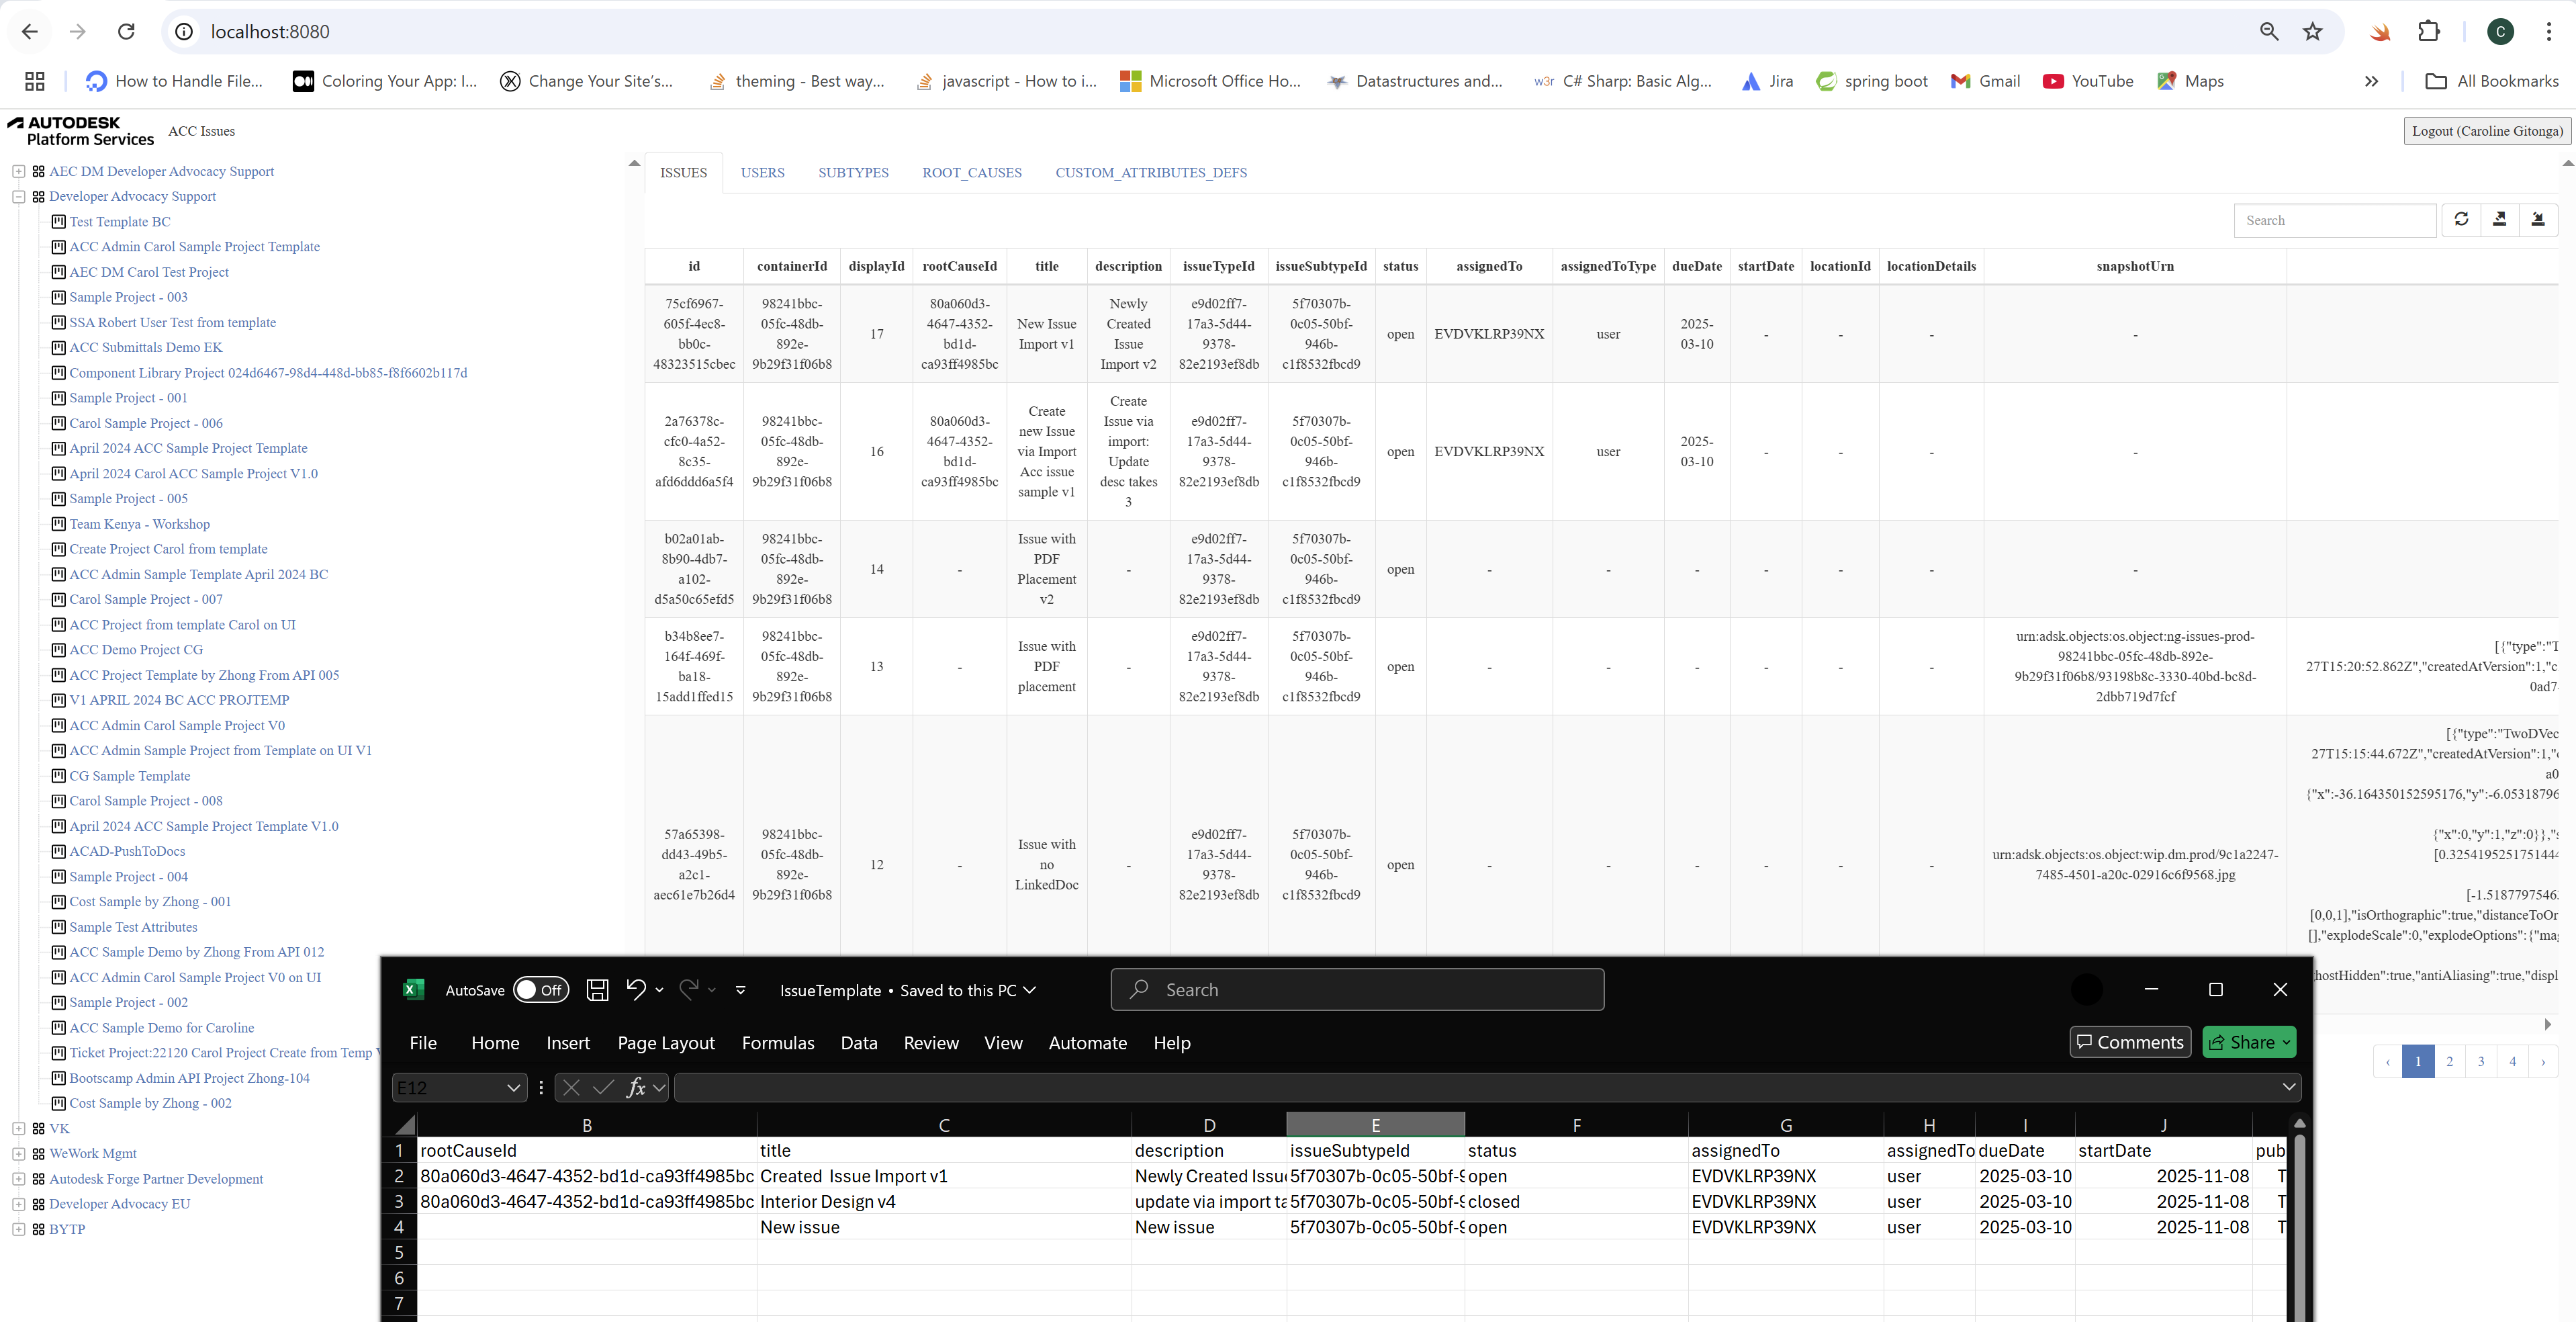 localhost:8080
C
How to Handle File...
Coloring Your App: I...
Change Your Site's...
theming - Best way...
javascript - How to i...
Microsoft Office Ho...
Datastructures and...
w3r C# Sharp: Basic Alg...
Jira
spring boot
Gmail
YouTube
Maps
All Bookmarks
AUTODESK
Platform Services
ACC Issues
Logout (Caroline Gitonga)
AEC DM Developer Advocacy Support
Developer Advocacy Support
Test Template BC
ACC Admin Carol Sample Project Template
AEC DM Carol Test Project
Sample Project - 003
SSA Robert User Test from template
ACC Submittals Demo EK
Component Library Project 024d6467-98d4-448d-bb85-f8f6602b117d
Sample Project - 001
Carol Sample Project - 006
April 2024 ACC Sample Project Template
April 2024 Carol ACC Sample Project V1.0
Sample Project - 005
Team Kenya - Workshop
Create Project Carol from template
ACC Admin Sample Template April 2024 BC
Carol Sample Project - 007
ACC Project from template Carol on UI
ACC Demo Project CG
ACC Project Template by Zhong From API 005
V1 APRIL 2024 BC ACC PROJTEMP
ACC Admin Carol Sample Project V0
ACC Admin Sample Project from Template on UI V1
CG Sample Template
Carol Sample Project - 008
April 2024 ACC Sample Project Template V1.0
ACAD-PushToDocs
Sample Project - 004
Cost Sample by Zhong - 001
Sample Test Attributes
ACC Sample Demo by Zhong From API 012
ACC Admin Carol Sample Project V0 on UI
Sample Project - 002
ACC Sample Demo for Caroline
Ticket Project:22120 Carol Project Create from Temp V
Bootscamp Admin API Project Zhong-104
Cost Sample by Zhong - 002
VK
WeWork Mgmt
Autodesk Forge Partner Development
Developer Advocacy EU
BYTP
ISSUES
USERS
SUBTYPES
ROOT_CAUSES
CUSTOM_ATTRIBUTES_DEFS
Search
id containerId displayId rootCauseId title description issueTypeId issueSubtypeId status assignedTo assignedToType dueDate startDate locationId locationDetails snapshotUrn
75cf6967-
605f-4ec8-
bb0c-
48323515cbec
98241bbc-
05fc-48db-
892e-
9b29f31f06b8
17
80a060d3-
4647-4352-
bd1d-
ca93ff4985bc
New Issue
Import v1
Newly
Created
Issue
Import v2
e9d02ff7-
17a3-5d44-
9378-
82e2193ef8db
5f70307b-
0c05-50bf-
946b-
c1f8532fbcd9
open
EVDVKLRP39NX
user
2025-
03-10
-
-
-
-
2a76378c-
cfc0-4a52-
8c35-
afd6ddd6a5f4
98241bbc-
05fc-48db-
892e-
9b29f31f06b8
16
80a060d3-
4647-4352-
bd1d-
ca93ff4985bc
Create
new Issue
via Import
Acc issue
sample v1
Create
Issue via
import:
Update
desc takes
3
e9d02ff7-
17a3-5d44-
9378-
82e2193ef8db
5f70307b-
0c05-50bf-
946b-
c1f8532fbcd9
open
EVDVKLRP39NX
user
2025-
03-10
-
-
-
-
b02a01ab-
8b90-4db7-
a102-
d5a50c65efd5
98241bbc-
05fc-48db-
892e-
9b29f31f06b8
14
-
Issue with
PDF
Placement
v2
-
e9d02ff7-
17a3-5d44-
9378-
82e2193ef8db
5f70307b-
0c05-50bf-
946b-
c1f8532fbcd9
open
-
-
-
-
-
-
-
b34b8ee7-
164f-469f-
ba18-
15add1ffed15
98241bbc-
05fc-48db-
892e-
9b29f31f06b8
13
-
Issue with
PDF
placement
-
e9d02ff7-
17a3-5d44-
9378-
82e2193ef8db
5f70307b-
0c05-50bf-
946b-
c1f8532fbcd9
open
-
-
-
-
-
-
urn:adsk.objects:os.object:ng-issues-prod-
98241bbc-05fc-48db-892e-
9b29f31f06b8/93198b8c-3330-40bd-bc8d-
2dbb719d7fcf
[{"type":"T
27T15:20:52.862Z","createdAtVersion":1,"c
0ad7-
57a65398-
dd43-49b5-
a2c1-
aec61e7b26d4
98241bbc-
05fc-48db-
892e-
9b29f31f06b8
12
-
Issue with
no
LinkedDoc
-
e9d02ff7-
17a3-5d44-
9378-
82e2193ef8db
5f70307b-
0c05-50bf-
946b-
c1f8532fbcd9
open
-
-
-
-
-
-
urn:adsk.objects:os.object:wip.dm.prod/9c1a2247-
7485-4501-a20c-02916c6f9568.jpg
[{"type":"TwoDVec
27T15:15:44.672Z","createdAtVersion":1,"
a0
{"x":-36.164350152595176,"y":-6.05318796
{"x":0,"y":1,"z":0}},"s
[0.3254195251751444
[-1.51877975462
[0,0,1],"isOrthographic":true,"distanceToOr
[],"explodeScale":0,"explodeOptions":{"mag
hostHidden":true,"antiAliasing":true,"displ
‹ 1 2 3 4 ›
AutoSave Off
IssueTemplate • Saved to this PC
Search
File Home Insert Page Layout Formulas Data Review View Automate Help
Comments
Share
E12
fx
B C D E F G H I J
1 rootCauseId title description issueSubtypeId status assignedTo assignedTo dueDate startDate pub
2 80a060d3-4647-4352-bd1d-ca93ff4985bc Created Issue Import v1 Newly Created Issu 5f70307b-0c05-50bf-9 open EVDVKLRP39NX user 2025-03-10 2025-11-08 T
3 80a060d3-4647-4352-bd1d-ca93ff4985bc Interior Design v4 update via import ta 5f70307b-0c05-50bf-9 closed EVDVKLRP39NX user 2025-03-10 2025-11-08 T
4 New issue New issue 5f70307b-0c05-50bf-9 open EVDVKLRP39NX user 2025-03-10 2025-11-08 T
5
6
7